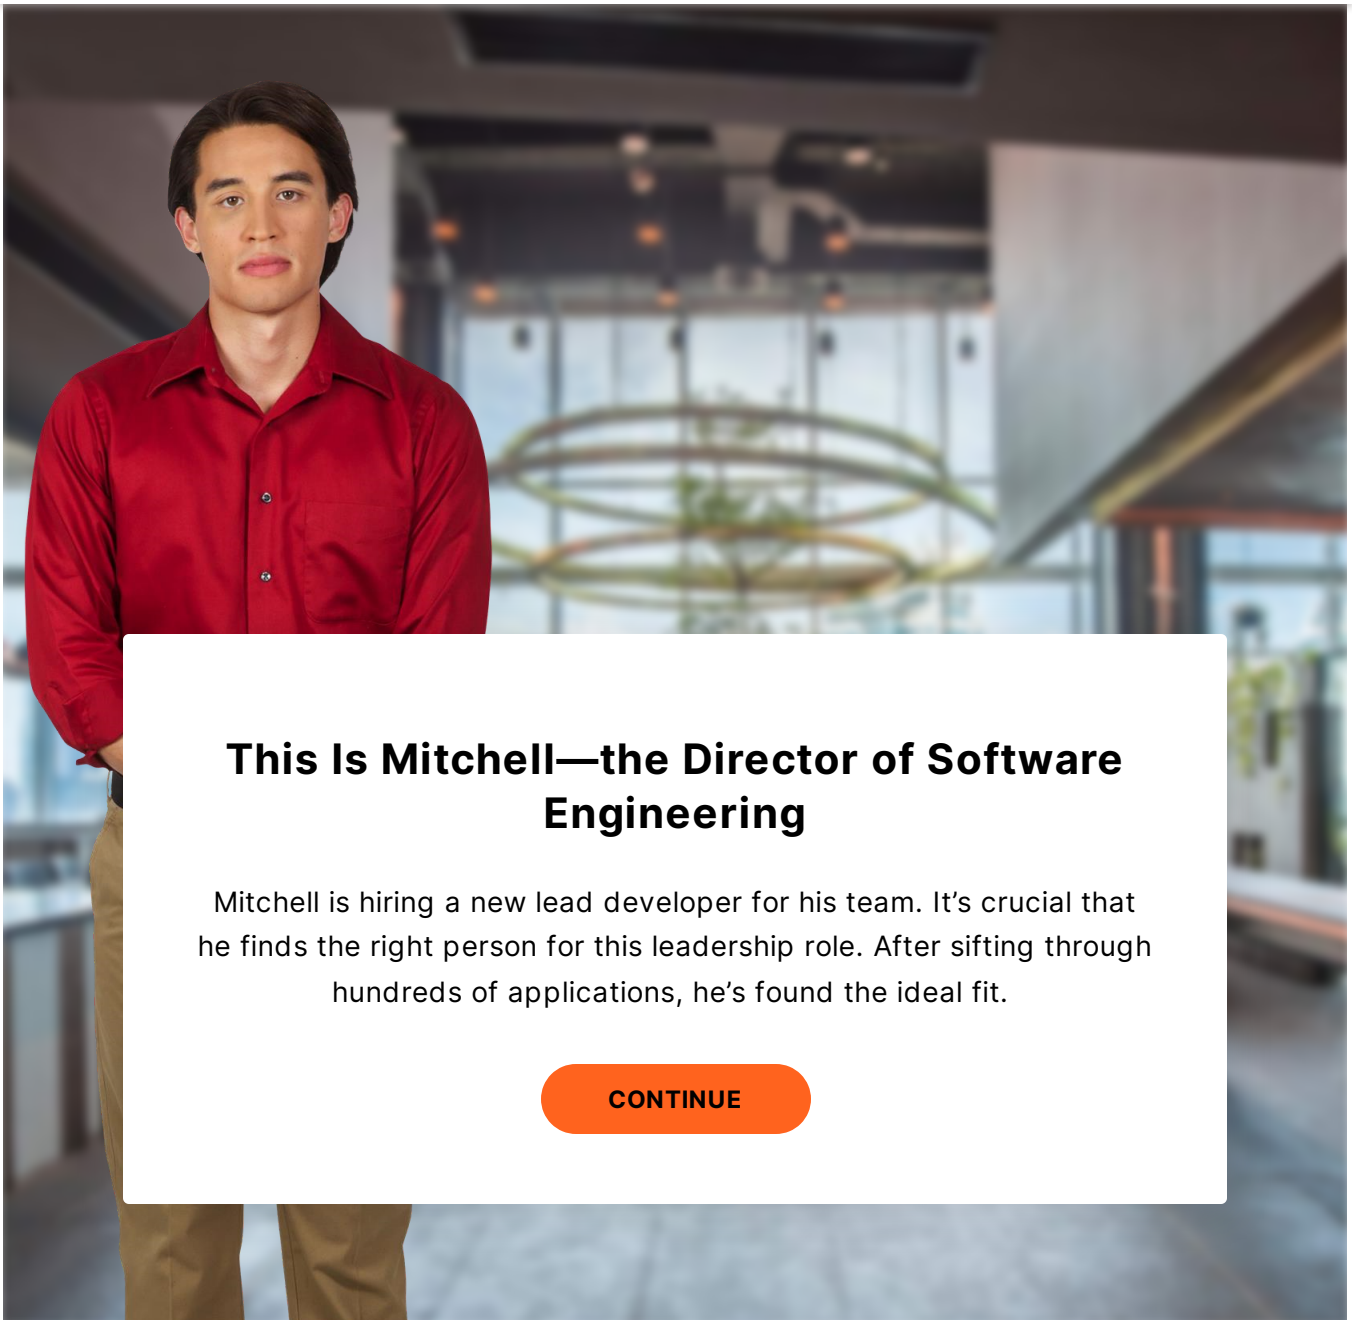 This Is Mitchell—the Director of Software
Engineering
Mitchell is hiring a new lead developer for his team. It’s crucial that
he finds the right person for this leadership role. After sifting through
hundreds of applications, he’s found the ideal fit.
CONTINUE